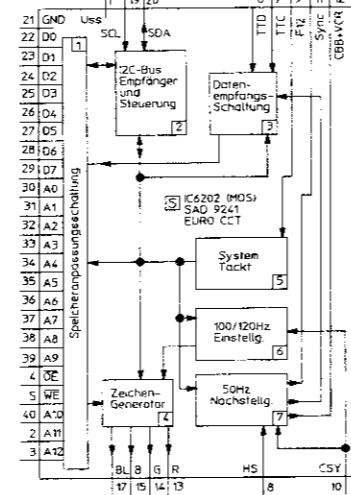 19 20
21 GND Uss
22 D0
23 D1
24 D2
25 D3
26 D4
27 D5
28 D6
29 D7
30 A0
31 A1
32 A2
33 A3
34 A4
35 A5
36 A6
37 A7
38 A8
39 A9
4 OE
5 WE
40 A10
2 A11
3 A12
Speicheranpassungsschaltung
1
SCL
SDA
I2C-Bus
Empfänger
und
Steuerung
2
TTD
TTC
F12
Sync
CBB+VCR
Daten-
empfangs-
Schaltung
3
S IC6202 (MOS)
SAD 9241
EURO CCT
System
Tackt
5
100/120Hz
Einstellg.
6
Zeichen-
Generator
4
50Hz
Nachstellg.
7
BL B G R
17 15 14 13
HS
8
CSY
10